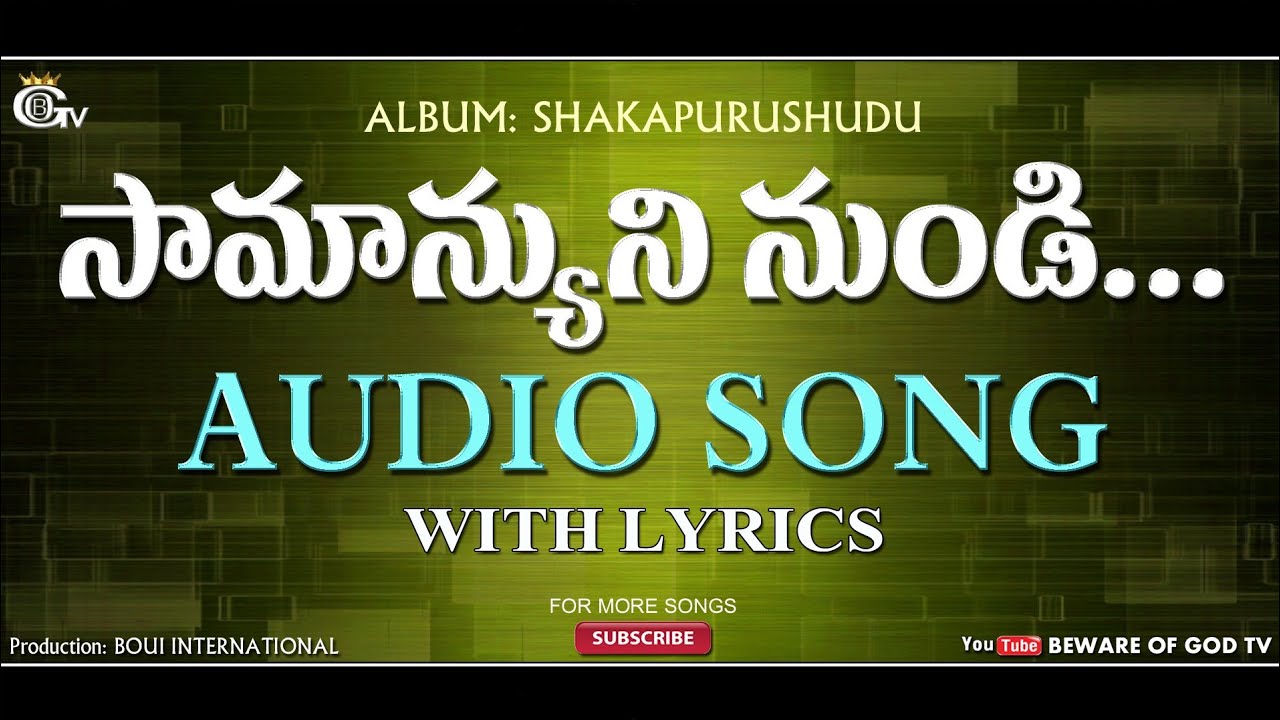 GBTV
ALBUM: SHAKAPURUSHUDU
సామాన్యుని నుండి...
AUDIO SONG
WITH LYRICS
FOR MORE SONGS
SUBSCRIBE
Production: BOUI INTERNATIONAL
YouTube BEWARE OF GOD TV